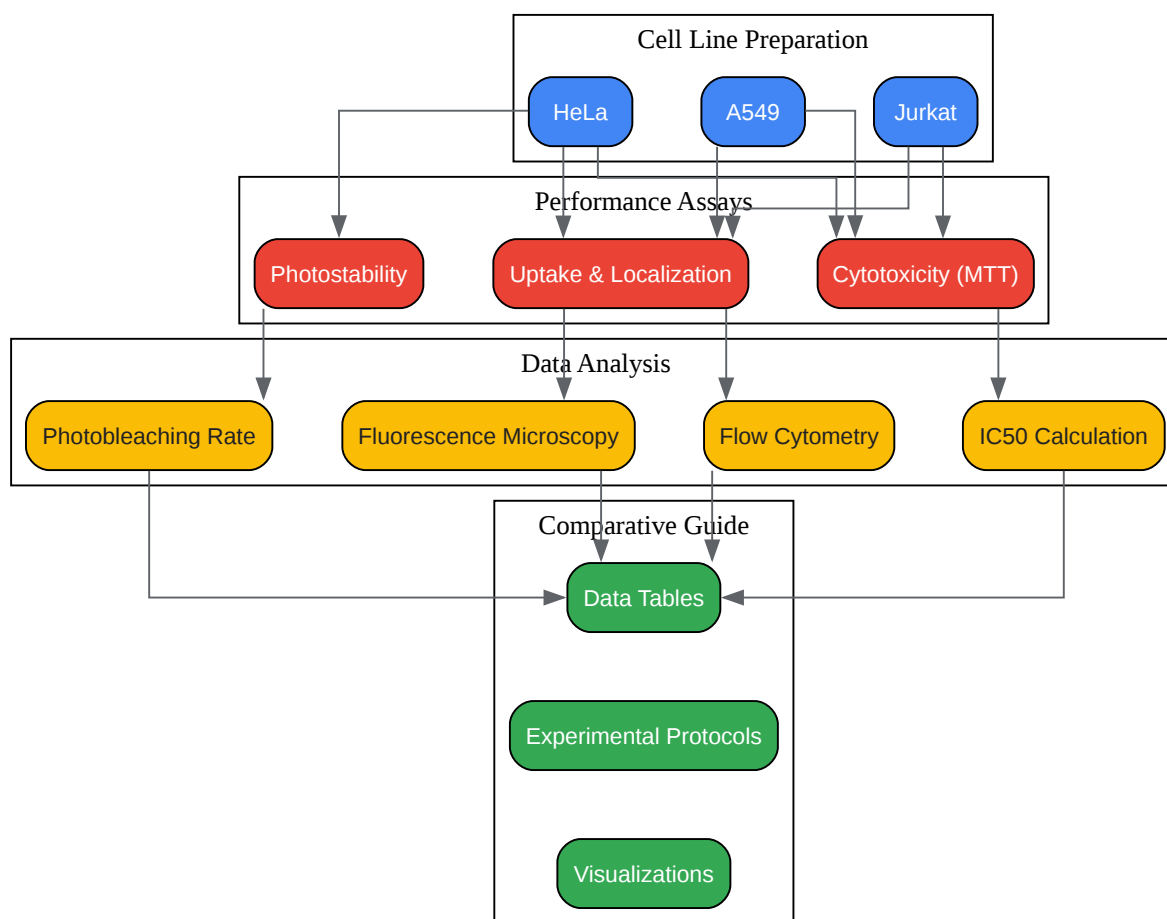 Cell Line Preparation
HeLa
A549
Jurkat
Performance Assays
Photostability
Uptake & Localization
Cytotoxicity (MTT)
Data Analysis
Photobleaching Rate
Fluorescence Microscopy
Flow Cytometry
IC50 Calculation
Comparative Guide
Data Tables
Experimental Protocols
Visualizations